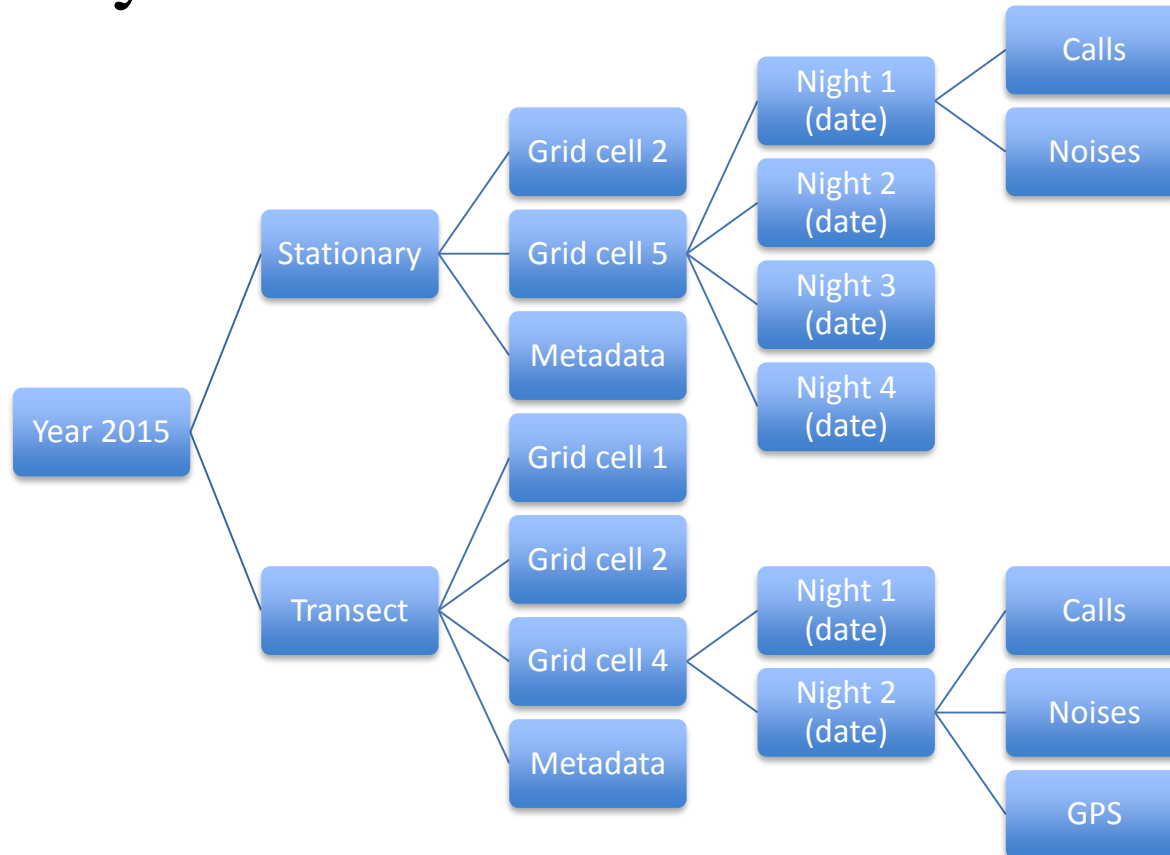 Year 2015
Stationary
Grid cell 2
Grid cell 5
Night 1
(date)
Calls
Noises
Night 2
(date)
Night 3
(date)
Night 4
(date)
Metadata
Transect
Grid cell 1
Grid cell 2
Grid cell 4
Night 1
(date)
Night 2
(date)
Calls
Noises
GPS
Metadata